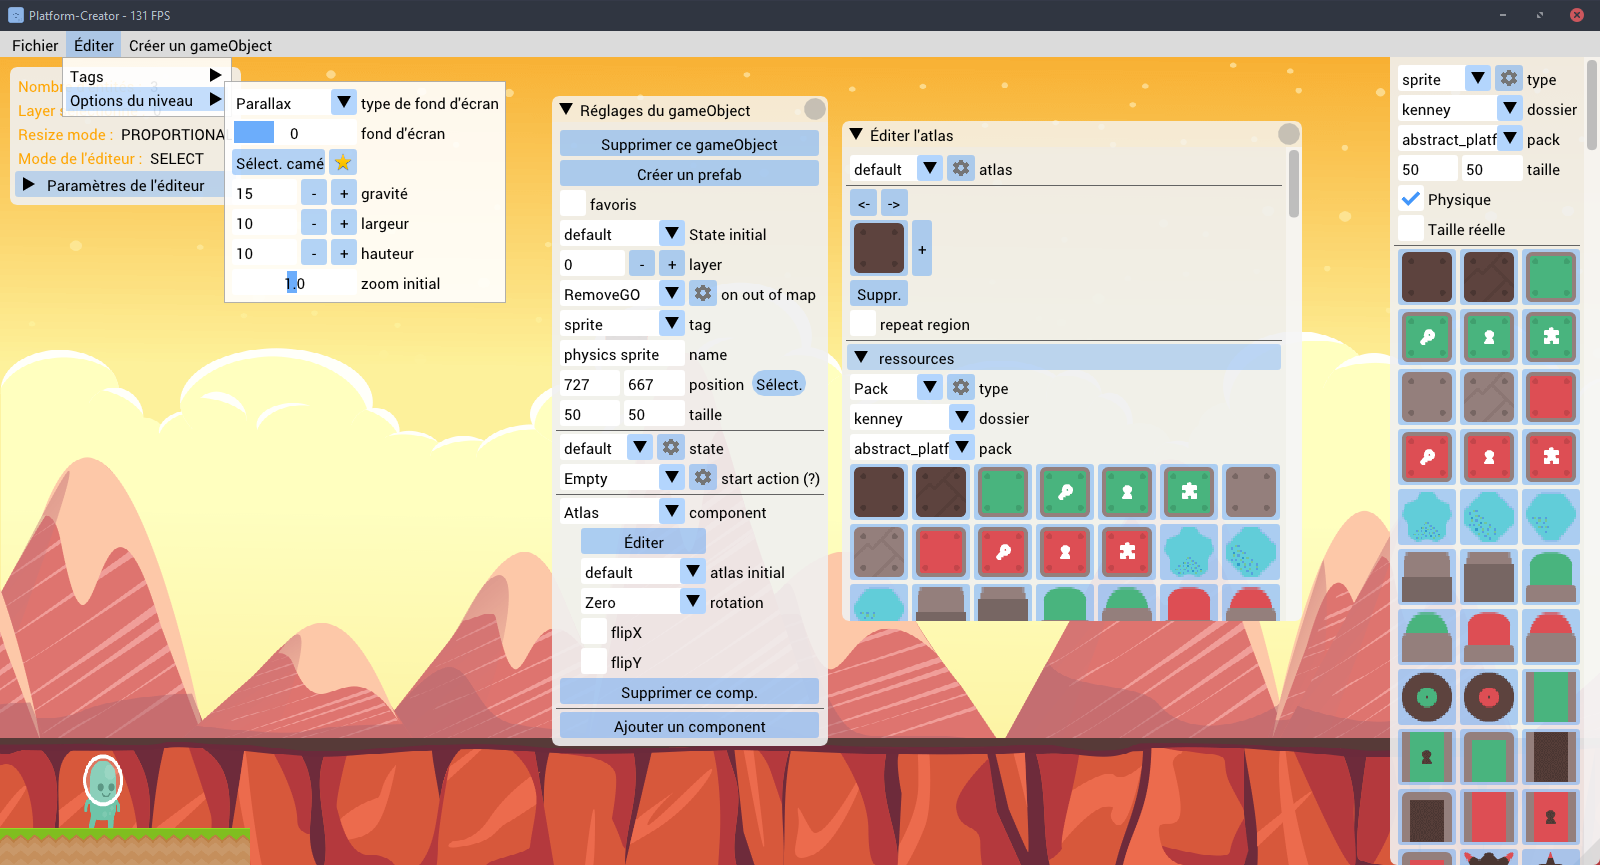 Platform-Creator - 131 FPS
Fichier Éditer Créer un gameObject
Tags
Options du niveau
Nomb
3
Layer s
0
Resize mode : PROPORTIONAL
Mode de l'éditeur : SELECT
Paramètres de l'éditeur
Parallax type de fond d'écran
0 fond d'écran
Sélect. camé
15 - + gravité
10 - + largeur
10 - + hauteur
1.0 zoom initial
Réglages du gameObject
Supprimer ce gameObject
Créer un prefab
favoris
default State initial
0 - + layer
RemoveGO on out of map
sprite tag
physics sprite name
727 667 position Sélect.
50 50 taille
default state
Empty start action (?)
Atlas component
Éditer
default atlas initial
Zero rotation
flipX
flipY
Supprimer ce comp.
Ajouter un component
Éditer l'atlas
default atlas
<- ->
+
Suppr.
repeat region
ressources
Pack type
kenney dossier
abstract_platf pack
sprite type
kenney dossier
abstract_platf pack
50 50 taille
Physique
Taille réelle